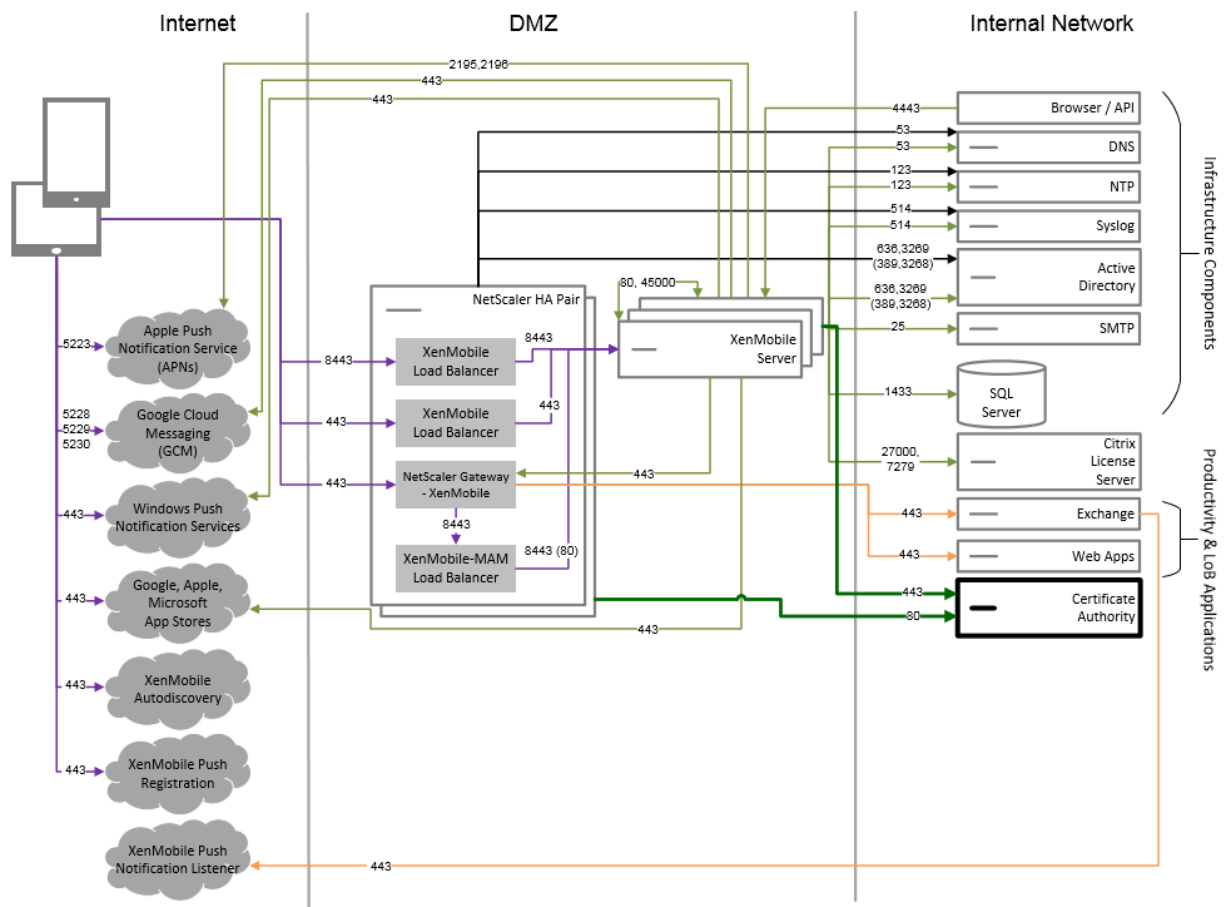 Internet
DMZ
Internal Network
2195,2196
443
443
4443
Browser / API
53
53
DNS
123
123
NTP
514
514
Syslog
636,3269
(389,3268)
636,3269
(389,3268)
Active
Directory
25
SMTP
1433
SQL
Server
27000,
7279
Citrix
License
Server
443
Exchange
443
Web Apps
443
80
Certificate
Authority
Infrastructure Components
Productivity & LoB Applications
80, 45000
XenMobile
Server
NetScaler HA Pair
8443
XenMobile
Load Balancer
8443
443
XenMobile
Load Balancer
443
443
NetScaler Gateway
- XenMobile
443
8443
XenMobile-MAM
Load Balancer
8443 (80)
443
5223
Apple Push
Notification Service
(APNs)
5228
5229
5230
Google Cloud
Messaging
(GCM)
443
Windows Push
Notification Services
443
Google, Apple,
Microsoft
App Stores
443
XenMobile
Autodiscovery
443
XenMobile Push
Registration
XenMobile Push
Notification Listener
443